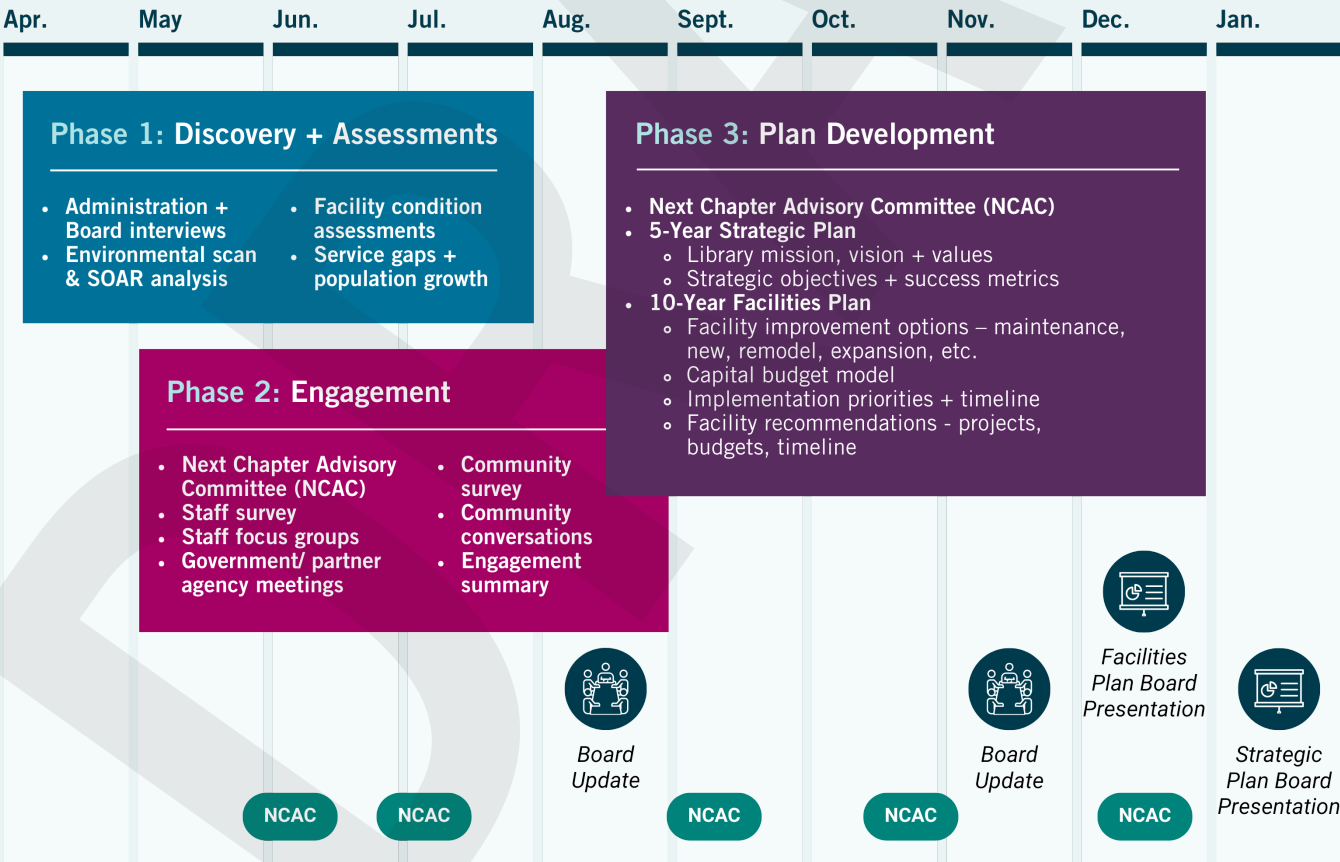 Apr. May Jun. Jul. Aug. Sept. Oct. Nov. Dec. Jan.
Phase 1: Discovery + Assessments
• Administration +
Board interviews
• Environmental scan
& SOAR analysis
• Facility condition
assessments
• Service gaps +
population growth
Phase 2: Engagement
• Next Chapter Advisory
Committee (NCAC)
• Staff survey
• Staff focus groups
• Government/ partner
agency meetings
• Community
survey
• Community
conversations
• Engagement
summary
Phase 3: Plan Development
• Next Chapter Advisory Committee (NCAC)
• 5-Year Strategic Plan
◦ Library mission, vision + values
◦ Strategic objectives + success metrics
• 10-Year Facilities Plan
◦ Facility improvement options – maintenance,
new, remodel, expansion, etc.
◦ Capital budget model
◦ Implementation priorities + timeline
◦ Facility recommendations - projects,
budgets, timeline
Board
Update
Board
Update
Facilities
Plan Board
Presentation
Strategic
Plan Board
Presentation
NCAC
NCAC
NCAC
NCAC
NCAC